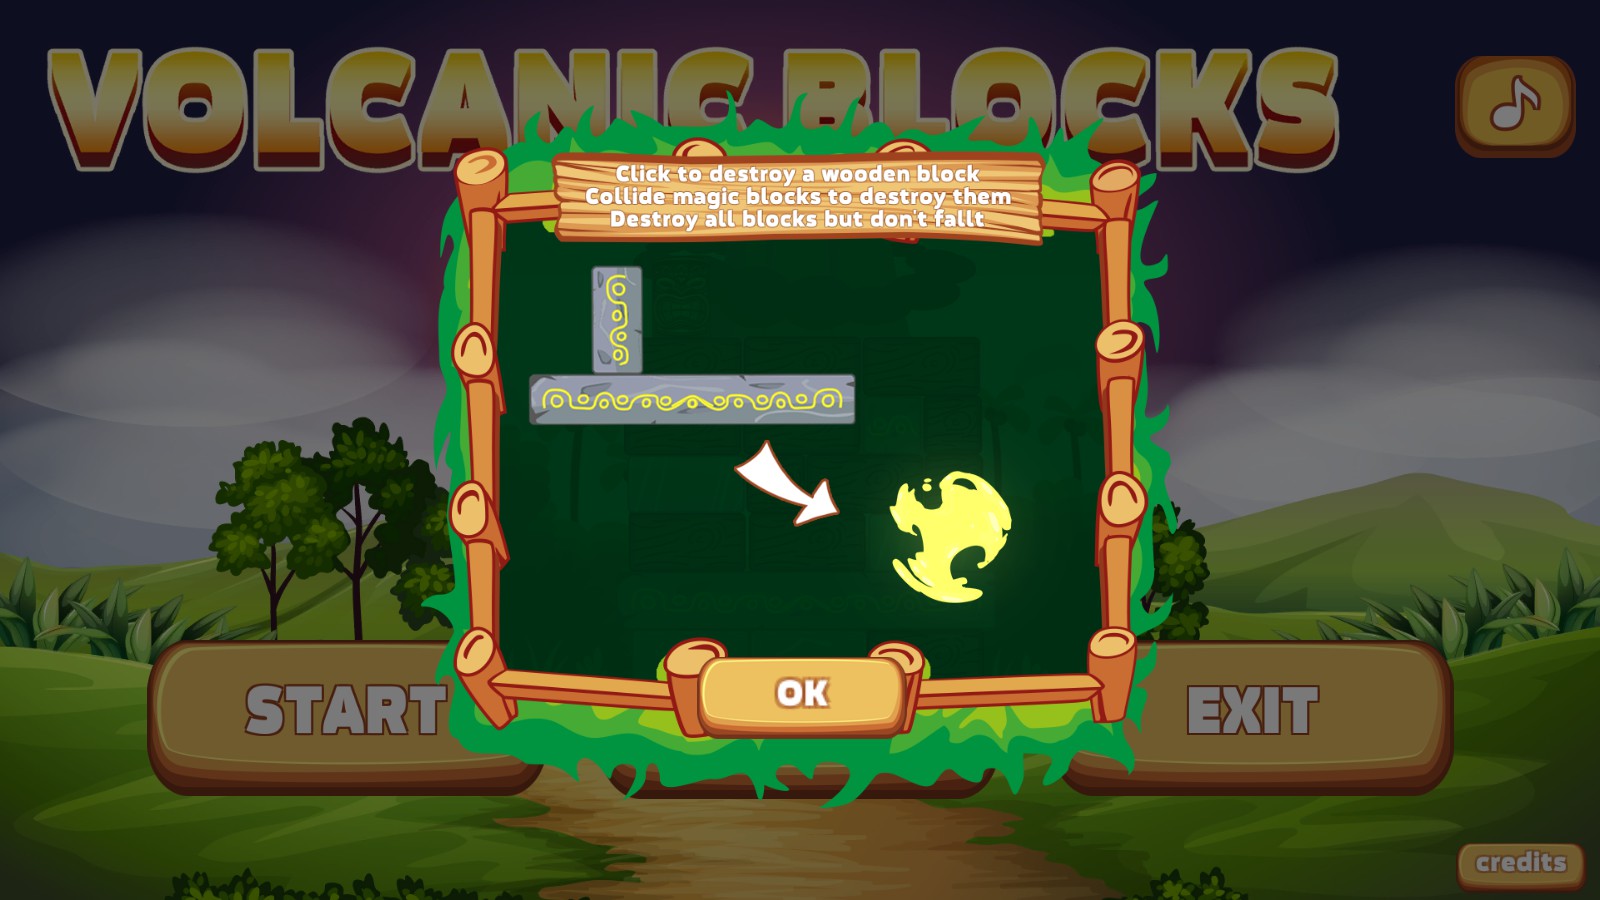 VOLCANIC BLOCKS
Click to destroy a wooden block
Collide magic blocks to destroy them
Destroy all blocks but don't fallt
OK
START
EXIT
credits